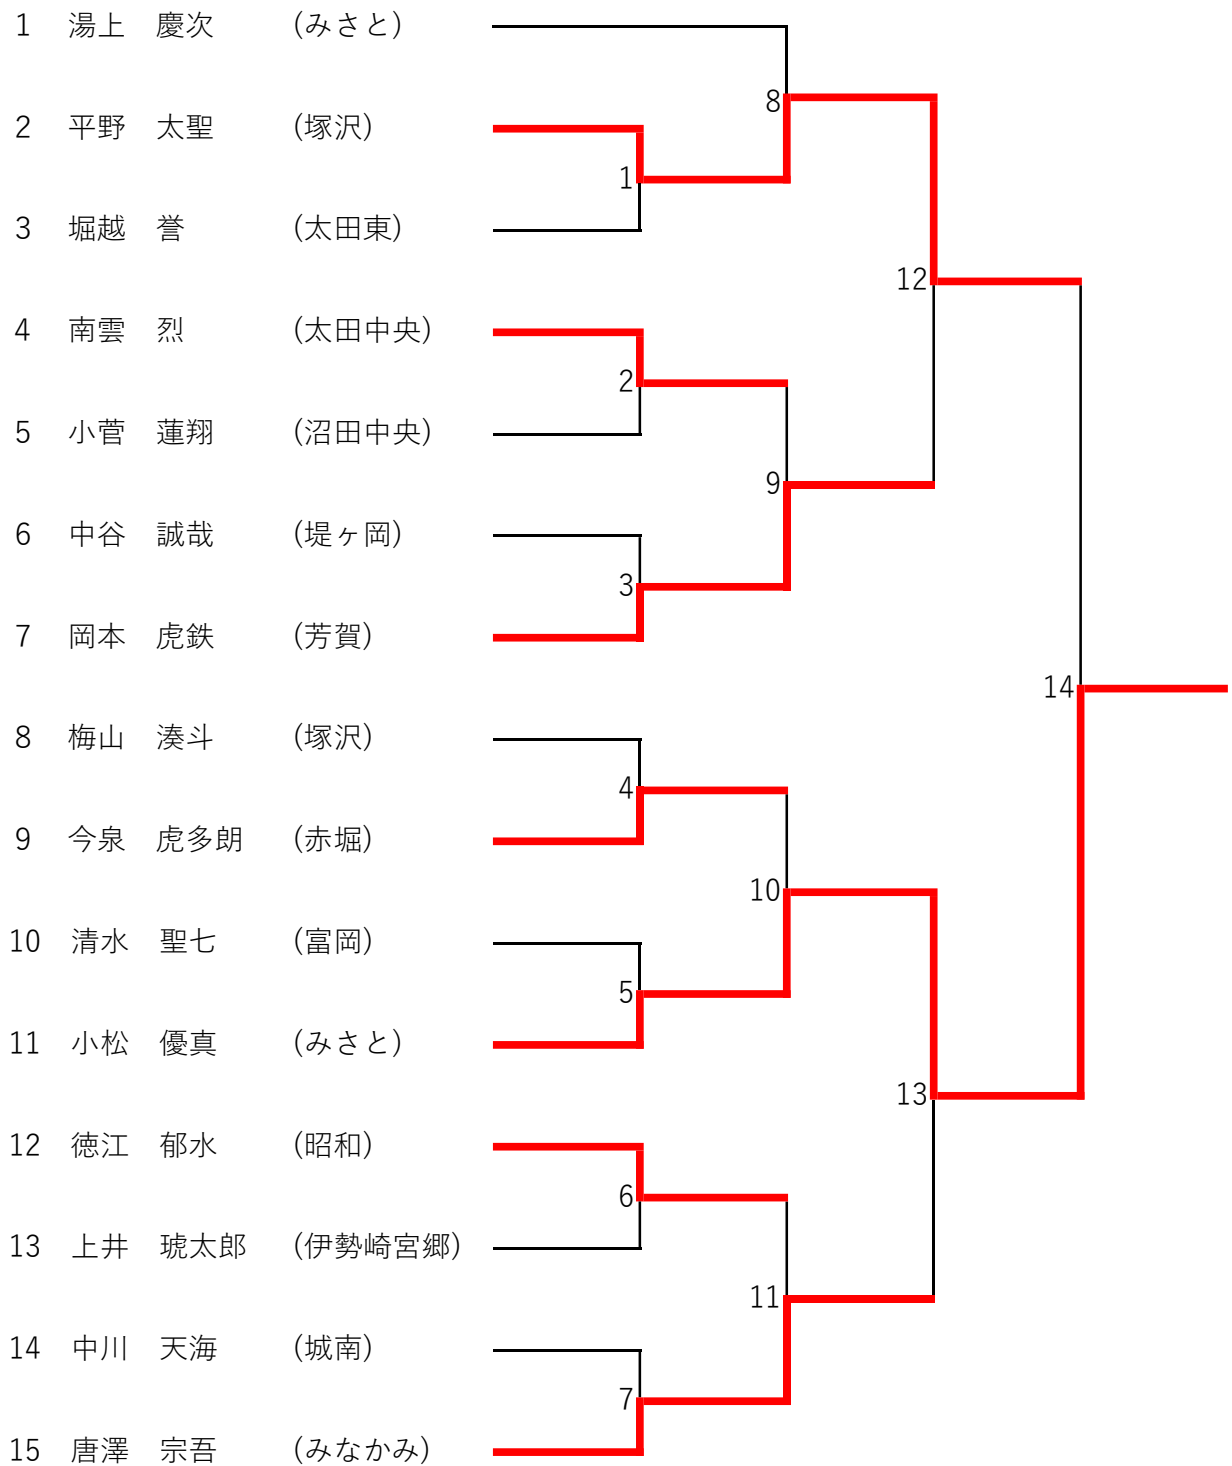 1 湯上 慶次 (みさと)
8
2 平野 太聖 (塚沢)
1
3 堀越 誉 (太田東)
12
4 南雲 烈 (太田中央)
2
5 小菅 蓮翔 (沼田中央)
9
6 中谷 誠哉 (堤ヶ岡)
3
7 岡本 虎鉄 (芳賀)
14
8 梅山 湊斗 (塚沢)
4
9 今泉 虎多朗 (赤堀)
10
10 清水 聖七 (富岡)
5
11 小松 優真 (みさと)
13
12 徳江 郁水 (昭和)
6
13 上井 琥太郎 (伊勢崎宮郷)
11
14 中川 天海 (城南)
7
15 唐澤 宗吾 (みなかみ)